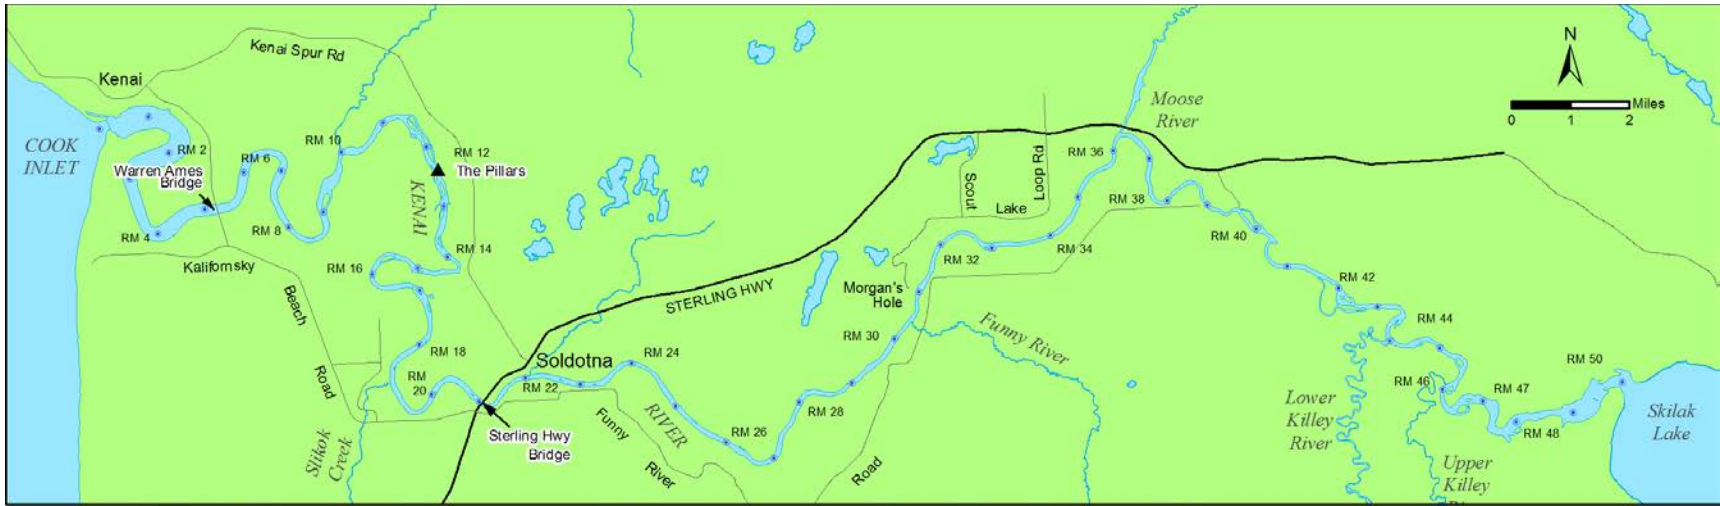 Kenai Spur Rd
Kenai
COOK
INLET
RM 2
Warren Ames
Bridge
RM 4
RM 6
RM 8
RM 10
RM 12
The Pillars
KENAI
RM 14
RM 16
Kalifornsky
Beach
Road
RM 18
RM
20
Slikok
Creek
Soldotna
RM 22
Sterling Hwy
Bridge
RM 24
RIVER
Funny
River
Road
RM 26
RM 28
RM 30
STERLING HWY
Morgan's
Hole
Funny River
RM 32
RM 34
Scout
Lake
Loop Rd
RM 36
Moose
River
RM 38
RM 40
RM 42
RM 44
RM 46
RM 47
RM 48
RM 50
Lower
Killey
River
Upper
Killey
Skilak
Lake
N
Miles
0 1 2